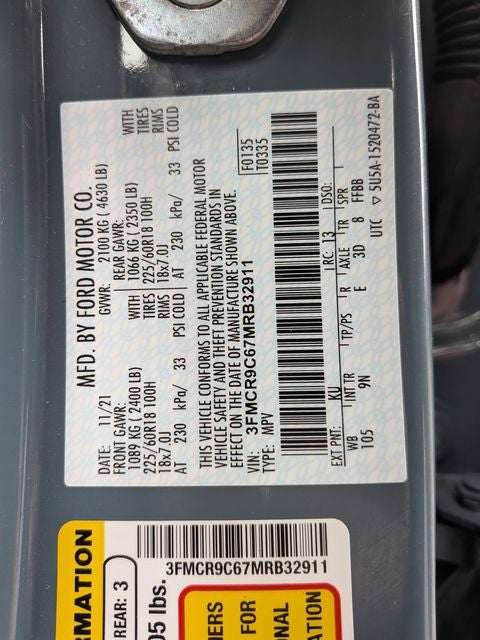 MFD. BY FORD MOTOR CO.
DATE: 11/21 GVWR: 2100 KG ( 4630 LB)
FRONT GAWR: REAR GAWR:
1089 KG ( 2400 LB) WITH 1066 KG ( 2350 LB) WITH
225/60R18 100H TIRES 225/60R18 100H TIRES
18x7.0J RIMS 18x7.0J RIMS
AT 230 kPa/ 33 PSI COLD AT 230 kPa/ 33 PSI COLD
THIS VEHICLE CONFORMS TO ALL APPLICABLE FEDERAL MOTOR
VEHICLE SAFETY AND THEFT PREVENTION STANDARDS IN
EFFECT ON THE DATE OF MANUFACTURE SHOWN ABOVE.
VIN: 3FMCR9C67MRB32911 F0135
TYPE: MPV T0335
EXT PNT: KU RC: 13 DSO:
WB INT TR TP/PS R AXLE TR SPR
105 9N E 3D 8 FFBB
UTC ▽ 5U5A-1520472-BA
RMATION
REAR: 3
05 lbs.
3FMCR9C67MRB32911
FOR